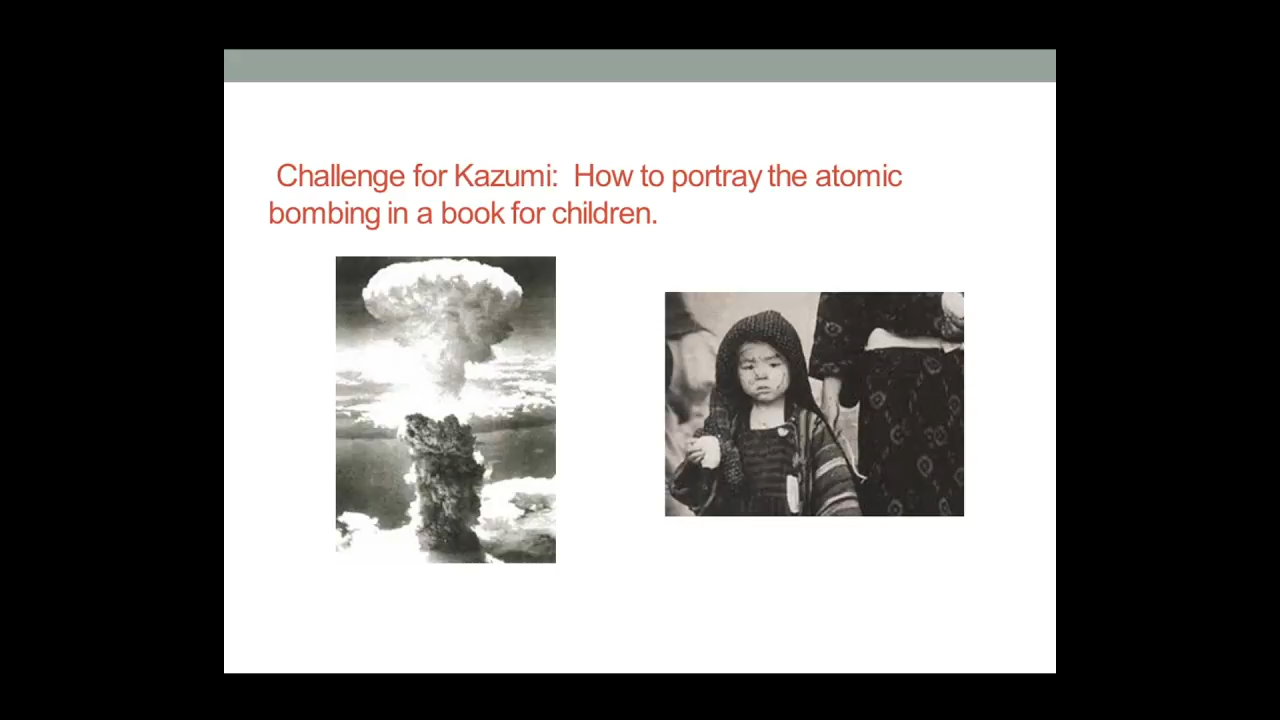 Challenge for Kazumi:  How to portray the atomic
bombing in a book for children.